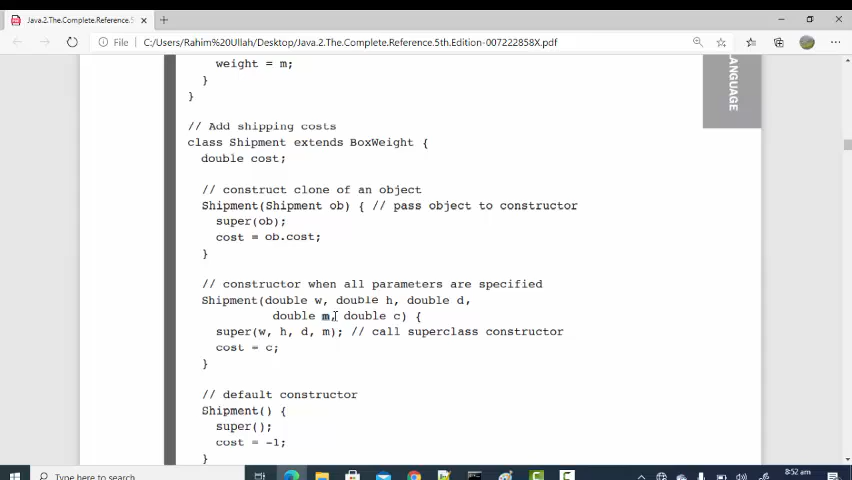 Java.2.The.Complete.Reference.5
File
C:/Users/Rahim%20Ullah/Desktop/Java.2.The.Complete.Reference.5th.Edition-007222858X.pdf
weight = m;
}
}
LANGUAGE
// Add shipping costs
class Shipment extends BoxWeight {
double cost;
// construct clone of an object
Shipment(Shipment ob) { // pass object to constructor
super(ob);
cost = ob.cost;
}
// constructor when all parameters are specified
Shipment(double w, double h, double d,
double m, double c) {
super(w, h, d, m); // call superclass constructor
cost = c;
}
// default constructor
Shipment() {
super();
cost = -1;
}
Type here to search
8:52 am